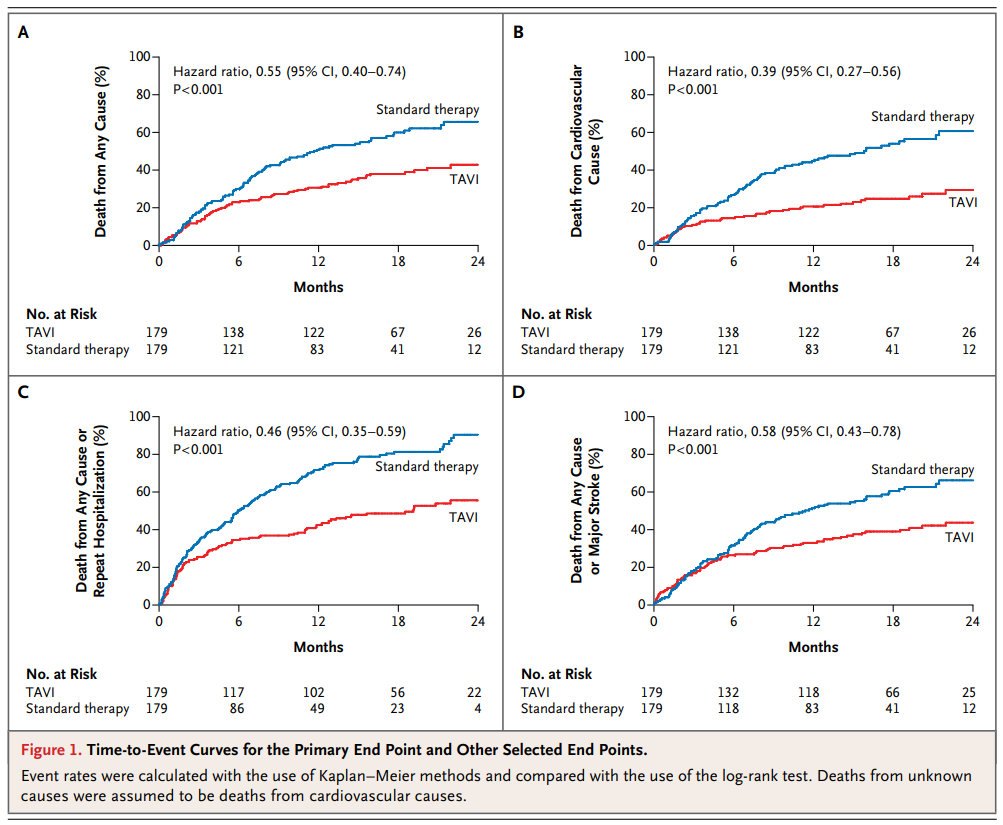 A
Death from Any Cause (%)
100
80
60
40
20
0
Hazard ratio, 0.55 (95% CI, 0.40–0.74)
P<0.001
Standard therapy
TAVI
0 6 12 18 24
Months
No. at Risk
TAVI 179 138 122 67 26
Standard therapy 179 121 83 41 12
B
Death from Cardiovascular
Cause (%)
100
80
60
40
20
0
Hazard ratio, 0.39 (95% CI, 0.27–0.56)
P<0.001
Standard therapy
TAVI
0 6 12 18 24
Months
No. at Risk
TAVI 179 138 122 67 26
Standard therapy 179 121 83 41 12
C
Death from Any Cause or
Repeat Hospitalization (%)
100
80
60
40
20
0
Hazard ratio, 0.46 (95% CI, 0.35–0.59)
P<0.001
Standard therapy
TAVI
0 6 12 18 24
Months
No. at Risk
TAVI 179 117 102 56 22
Standard therapy 179 86 49 23 4
D
Death from Any Cause
or Major Stroke (%)
100
80
60
40
20
0
Hazard ratio, 0.58 (95% CI, 0.43–0.78)
P<0.001
Standard therapy
TAVI
0 6 12 18 24
Months
No. at Risk
TAVI 179 132 118 66 25
Standard therapy 179 118 83 41 12
Figure 1. Time-to-Event Curves for the Primary End Point and Other Selected End Points.
Event rates were calculated with the use of Kaplan–Meier methods and compared with the use of the log-rank test. Deaths from unknown
causes were assumed to be deaths from cardiovascular causes.